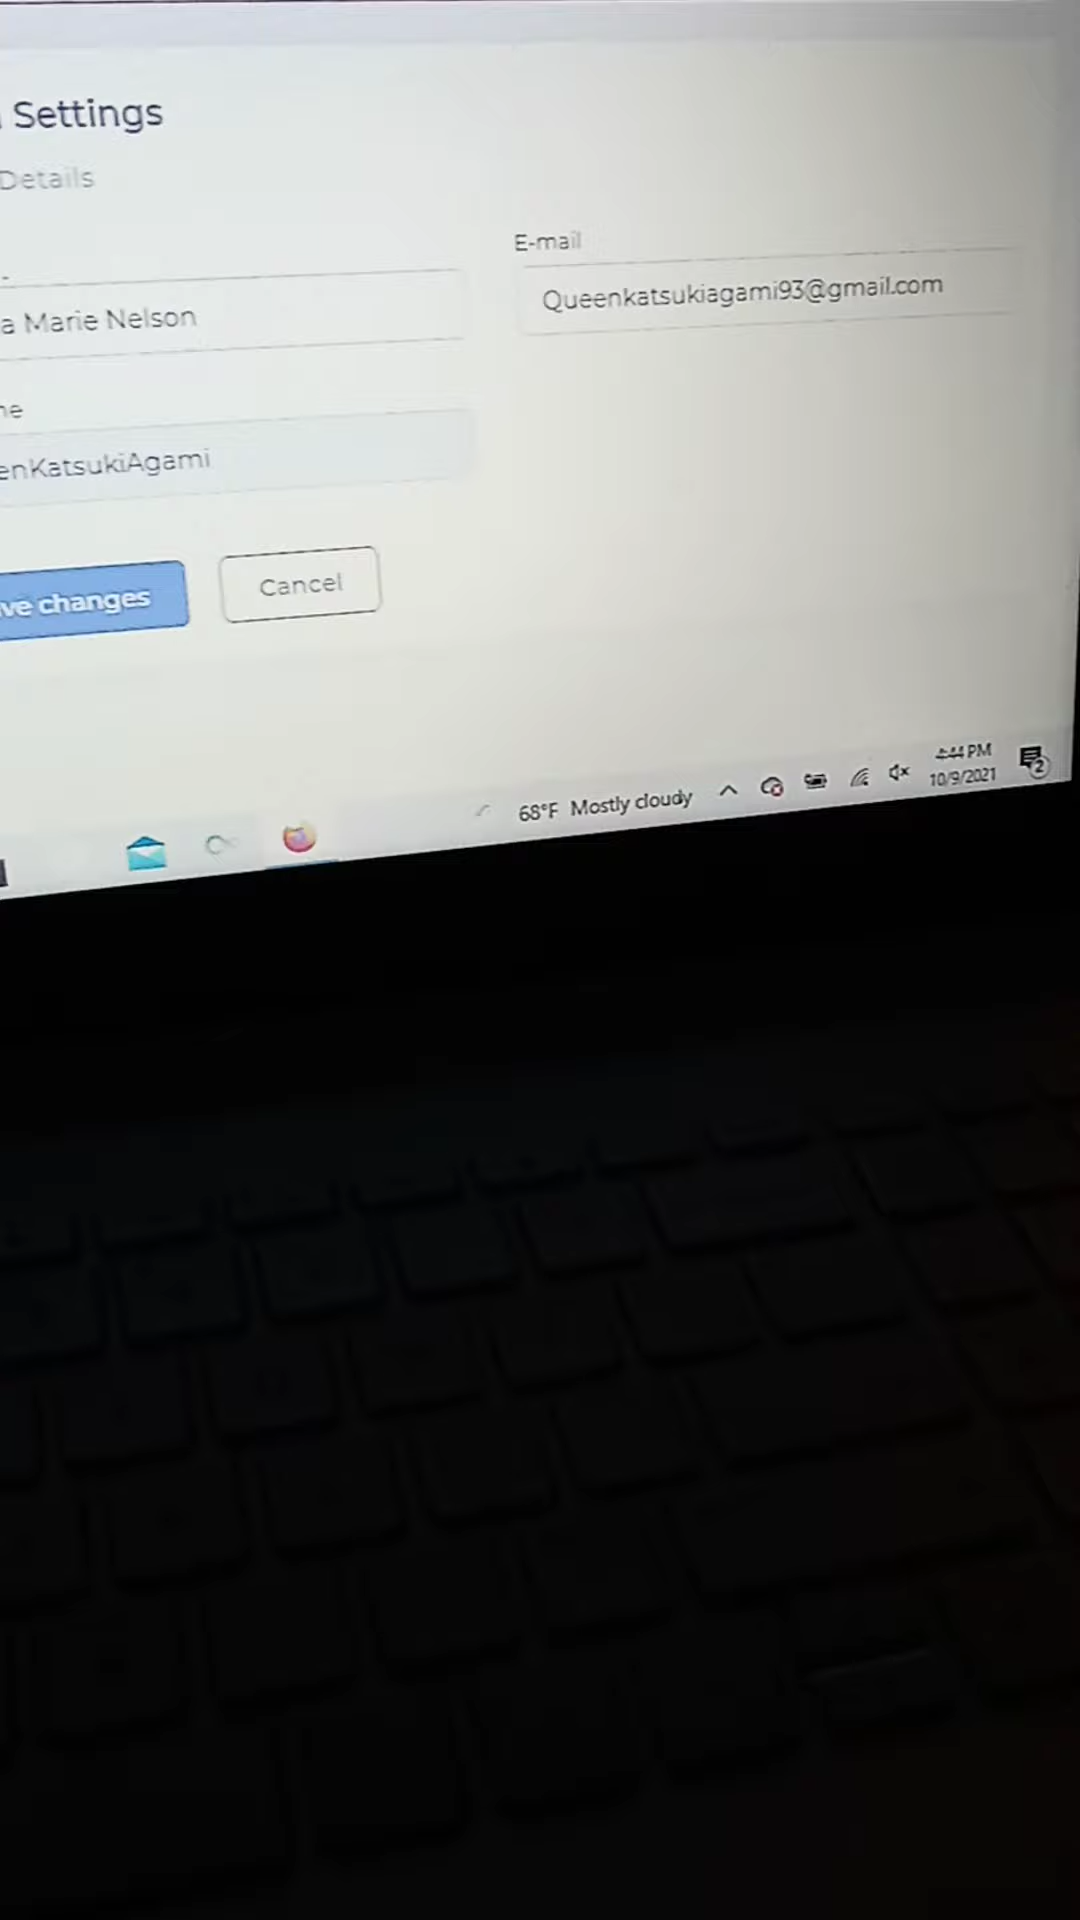 Settings
Details
E-mail
a Marie Nelson
Queenkatsukiagami93@gmail.com
ne
enKatsukiAgami
ve changes
Cancel
68°F Mostly cloudy
4:44 PM
10/9/2021
2